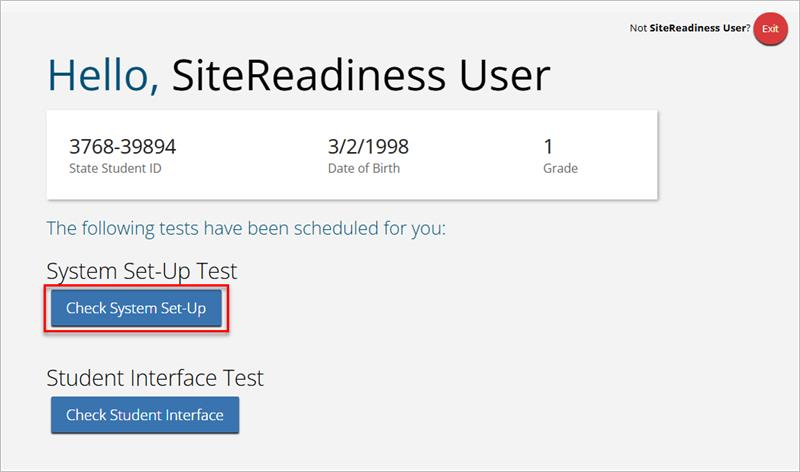 Not SiteReadiness User?
Exit
Hello, SiteReadiness User
3768-39894
3/2/1998
1
State Student ID
Date of Birth
Grade
The following tests have been scheduled for you:
System Set-Up Test
Check System Set-Up
Student Interface Test
Check Student Interface